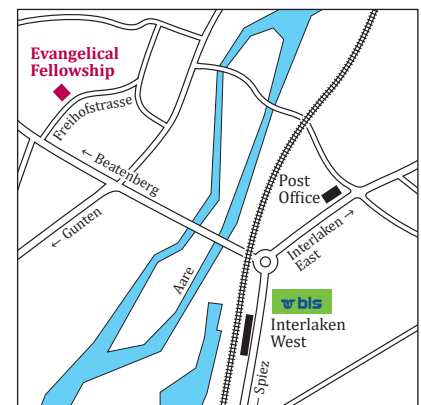 Evangelical
Fellowship
Freihofstrasse
← Beatenberg
← Gunten
Aare
Post
Office
Interlaken →
East
bls
Interlaken
West
← Spiez